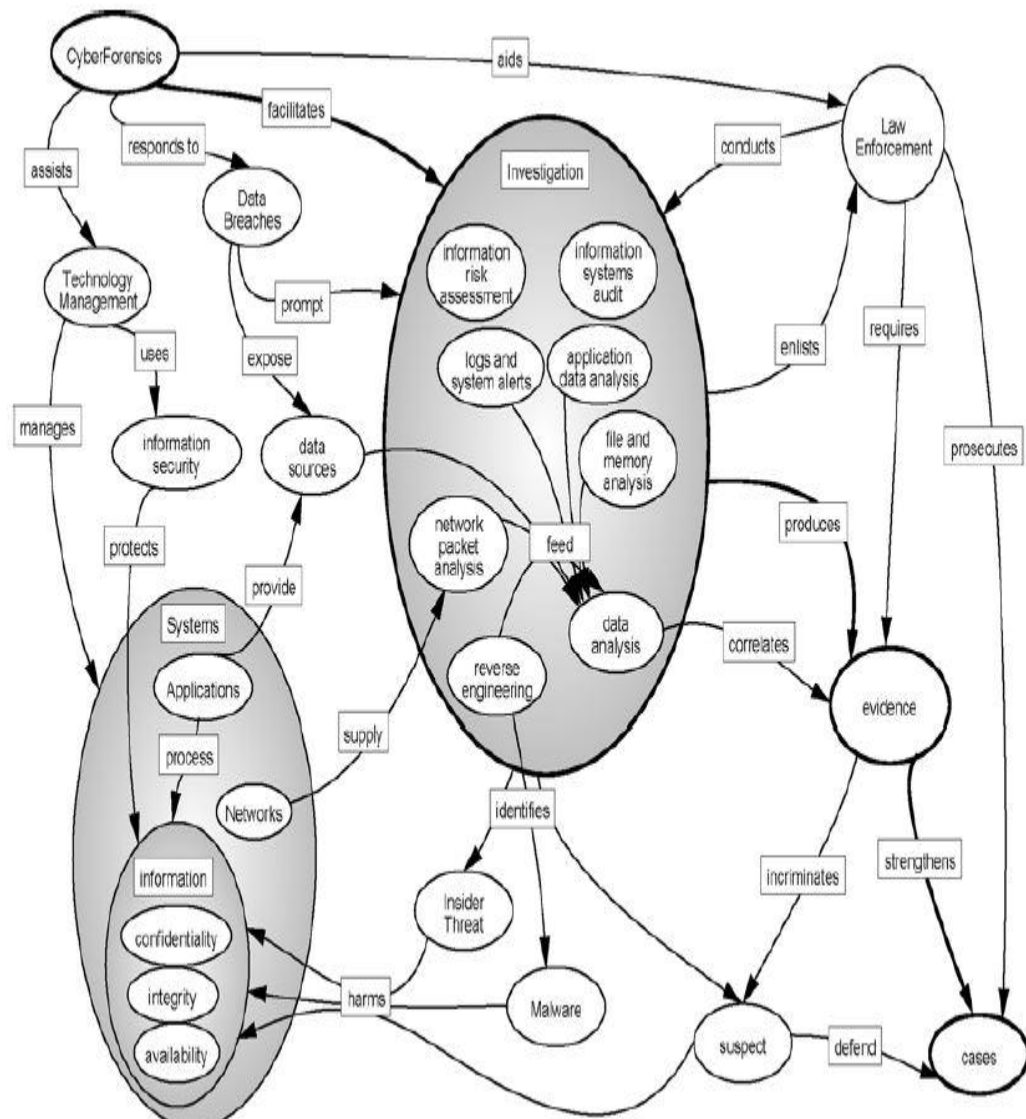 CyberForensics
aids
facilitates
Law
Enforcement
responds to
conducts
assists
Investigation
Data
Breaches
information
risk
assessment
information
systems
audit
Technology
Management
prompt
requires
enlists
uses
expose
logs and
system alerts
application
data analysis
manages
information
security
data
sources
file and
memory analysis
prosecutes
produces
network
packet analysis
feed
protects
provide
Systems
data
analysis
correlates
Applications
reverse
engineering
evidence
supply
process
Networks
identifies
information
strengthens
incriminates
Insider
Threat
confidentiality
integrity
harms
Malware
availability
suspect
defend
cases